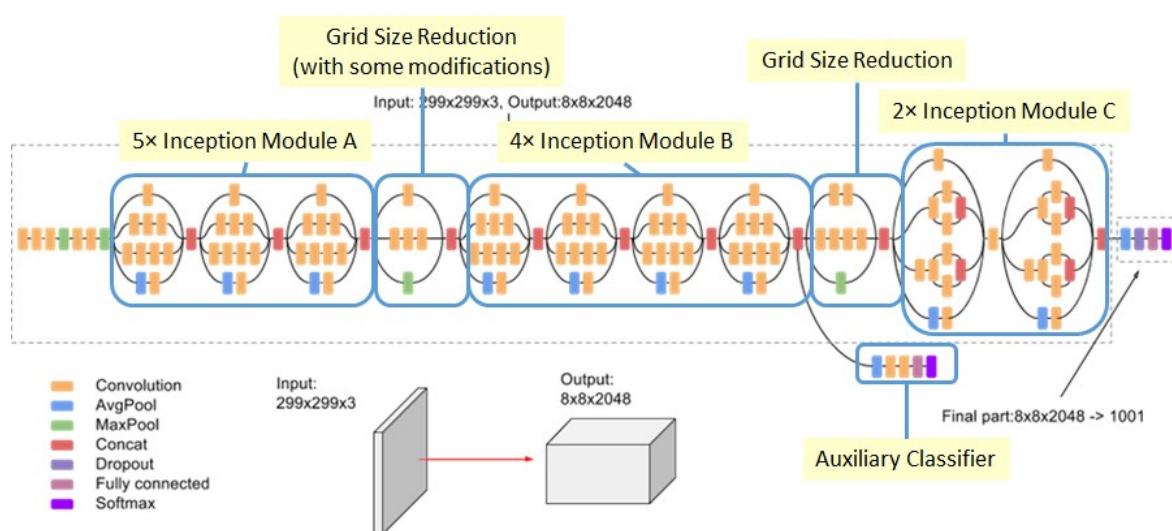 Grid Size Reduction
(with some modifications)
Grid Size Reduction
Input: 299x299x3, Output:8x8x2048
2× Inception Module C
5× Inception Module A
4× Inception Module B
Convolution
AvgPool
MaxPool
Concat
Dropout
Fully connected
Softmax
Input:
299x299x3
Output:
8x8x2048
Final part:8x8x2048 -> 1001
Auxiliary Classifier